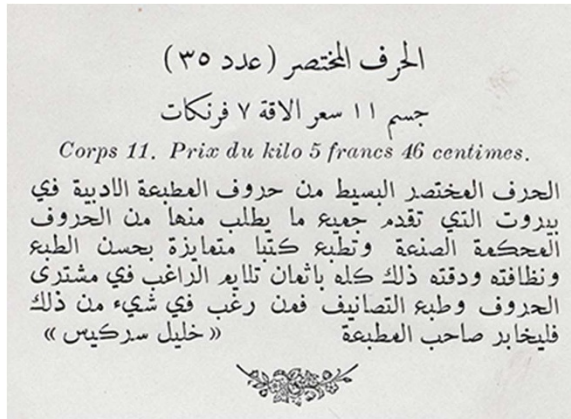 الحرف المختصر (عدد ٣٥)
جسم ١١ سعر الاقة ٧ فرنكات
Corps 11. Prix du kilo 5 francs 46 centimes.
الحرف المختصر البسيط من حروف المطبعة الادبية في
بيروت التي تقدم جميع ما يطلب منها من الحروف
المحكمة الصنعة وتطبع كتبا متمايزة بحسن الطبع
ونظافته ودقته ذلك كله باثمان تلايم الراغب في مشترى
الحروف وطبع التصانيف فمن رغب في شيء من ذلك
فليخابر صاحب المطبعة «خليل سركيس»